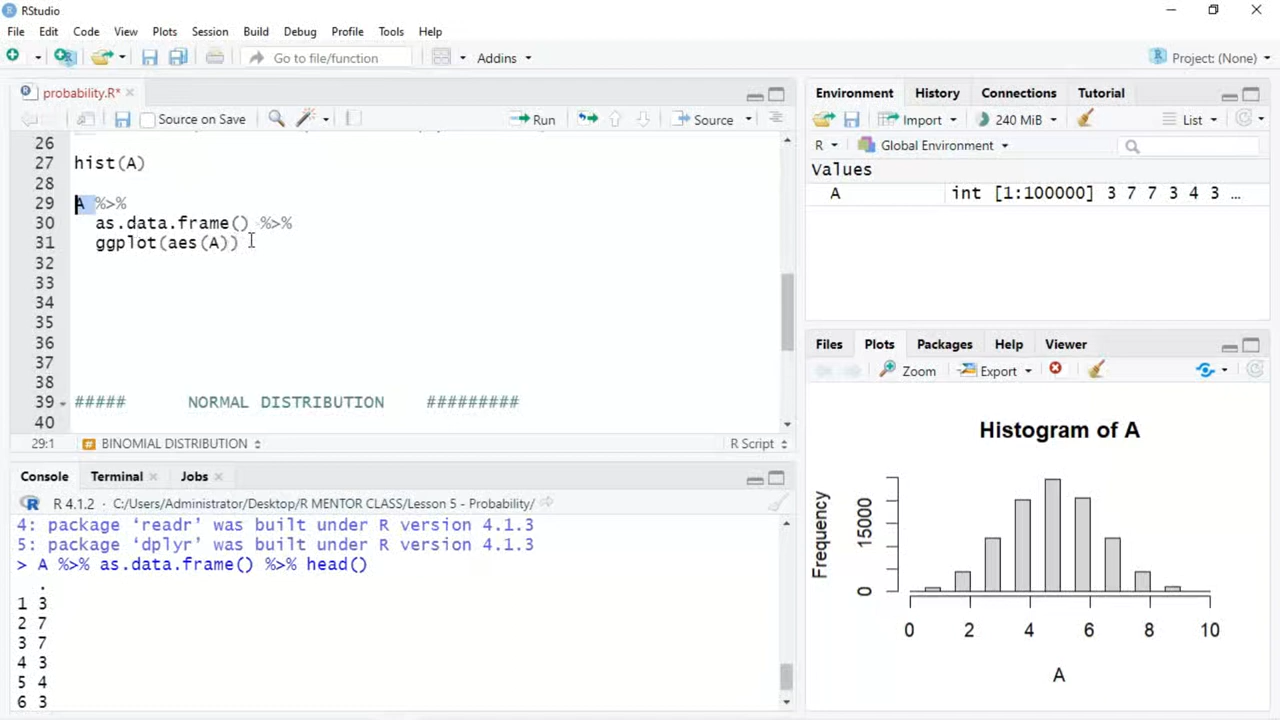 RStudio
File Edit Code View Plots Session Build Debug Profile Tools Help
Go to file/function Addins Project: (None)
probability.R*
Source on Save Run Source
26
27 hist(A)
28
29 A %>%
30 as.data.frame() %>%
31 ggplot(aes(A))
32
33
34
35
36
37
38
39 ##### NORMAL DISTRIBUTION #########
40
29:1 # BINOMIAL DISTRIBUTION R Script
Console Terminal Jobs
R 4.1.2 · C:/Users/Administrator/Desktop/R MENTOR CLASS/Lesson 5 - Probability/
4: package ‘readr’ was built under R version 4.1.3
5: package ‘dplyr’ was built under R version 4.1.3
> A %>% as.data.frame() %>% head()
.
1 3
2 7
3 7
4 3
5 4
6 3
Environment History Connections Tutorial
Import 240 MiB List
R Global Environment
Values
A int [1:100000] 3 7 7 3 4 3 ...
Files Plots Packages Help Viewer
Zoom Export
Histogram of A
Frequency
15000
0
0 2 4 6 8 10
A